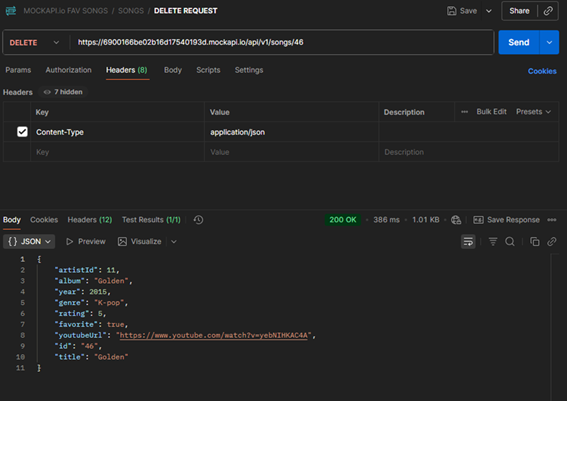 MOCKAPI.io FAV SONGS / SONGS / DELETE REQUEST Save Share
DELETE https://6900166be02b16d17540193d.mockapi.io/api/v1/songs/46 Send
Params Authorization Headers (8) Body Scripts Settings Cookies
Headers 7 hidden
Key Value Description Bulk Edit Presets
Content-Type application/json
Key Value Description
Body Cookies Headers (12) Test Results (1/1) 200 OK • 386 ms • 1.01 KB Save Response
{} JSON Preview Visualize
1 {
2 "artistId": 11,
3 "album": "Golden",
4 "year": 2015,
5 "genre": "K-pop",
6 "rating": 5,
7 "favorite": true,
8 "youtubeUrl": "https://www.youtube.com/watch?v=yebNIHKAC4A",
9 "id": "46",
10 "title": "Golden"
11 }